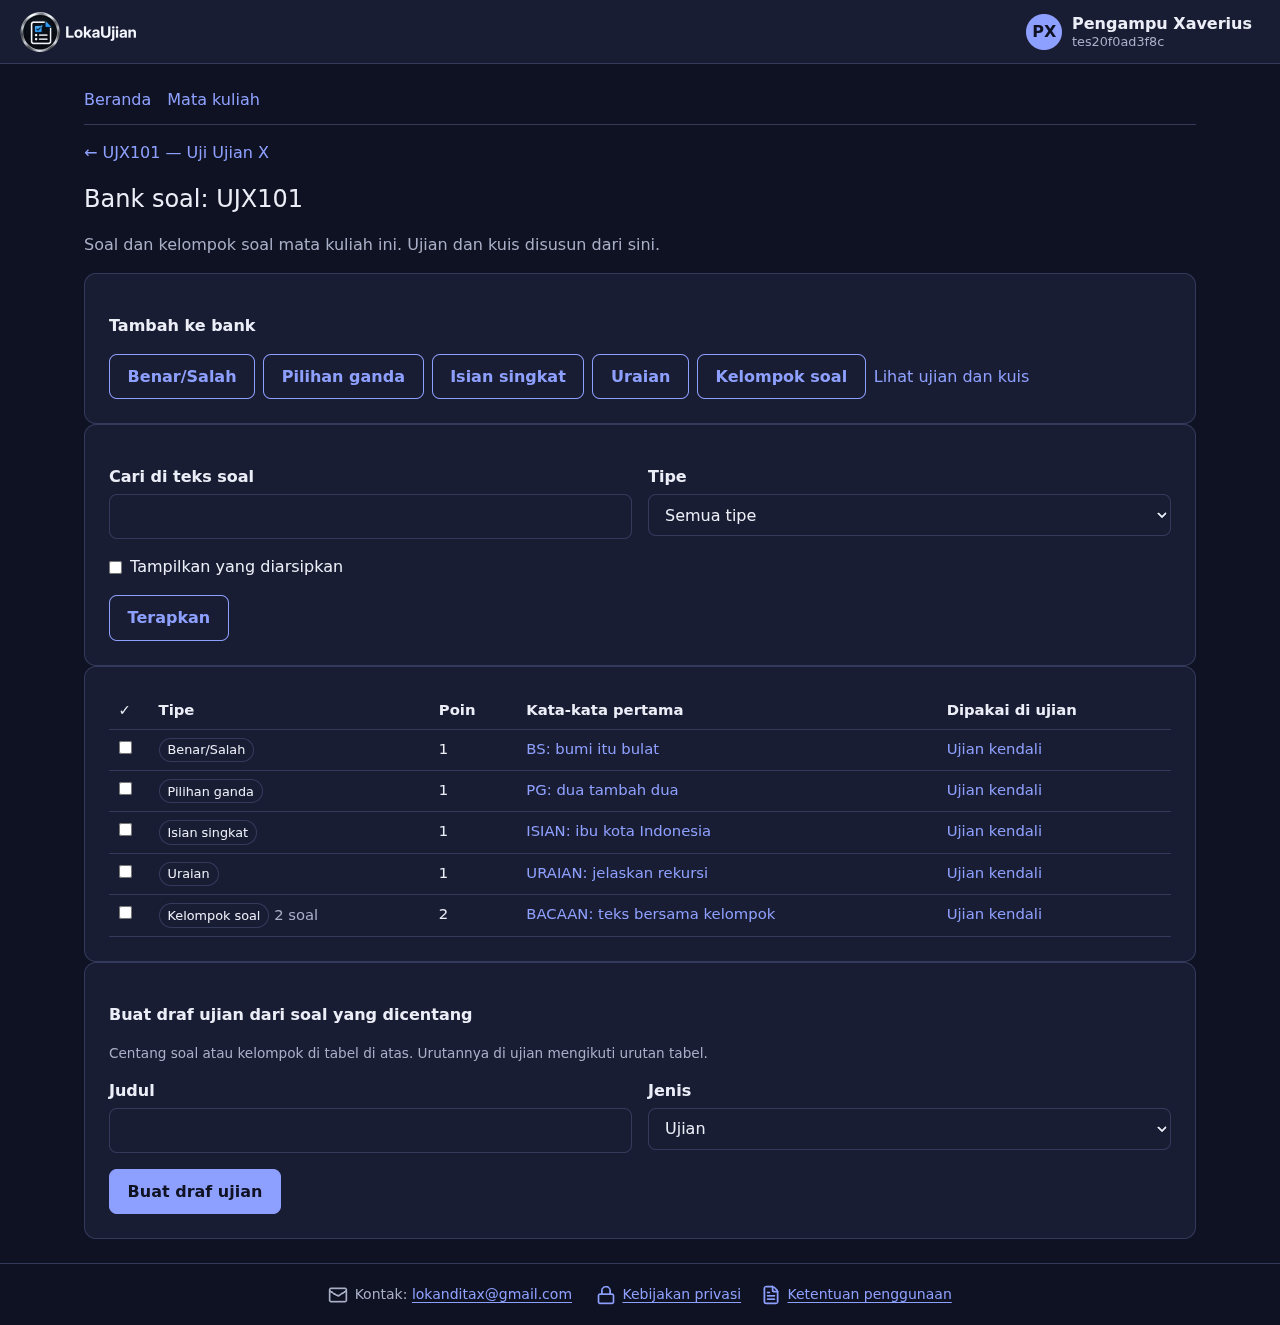 LokaUjian
PX
Pengampu Xaverius
tes20f0ad3f8c
Beranda Mata kuliah
← UJX101 — Uji Ujian X
Bank soal: UJX101
Soal dan kelompok soal mata kuliah ini. Ujian dan kuis disusun dari sini.
Tambah ke bank
Benar/Salah Pilihan ganda Isian singkat Uraian Kelompok soal Lihat ujian dan kuis
Cari di teks soal Tipe
Semua tipe
Tampilkan yang diarsipkan
Terapkan
✓ Tipe Poin Kata-kata pertama Dipakai di ujian
Benar/Salah 1 BS: bumi itu bulat Ujian kendali
Pilihan ganda 1 PG: dua tambah dua Ujian kendali
Isian singkat 1 ISIAN: ibu kota Indonesia Ujian kendali
Uraian 1 URAIAN: jelaskan rekursi Ujian kendali
Kelompok soal 2 soal 2 BACAAN: teks bersama kelompok Ujian kendali
Buat draf ujian dari soal yang dicentang
Centang soal atau kelompok di tabel di atas. Urutannya di ujian mengikuti urutan tabel.
Judul Jenis
Ujian
Buat draf ujian
Kontak: lokanditax@gmail.com Kebijakan privasi Ketentuan penggunaan